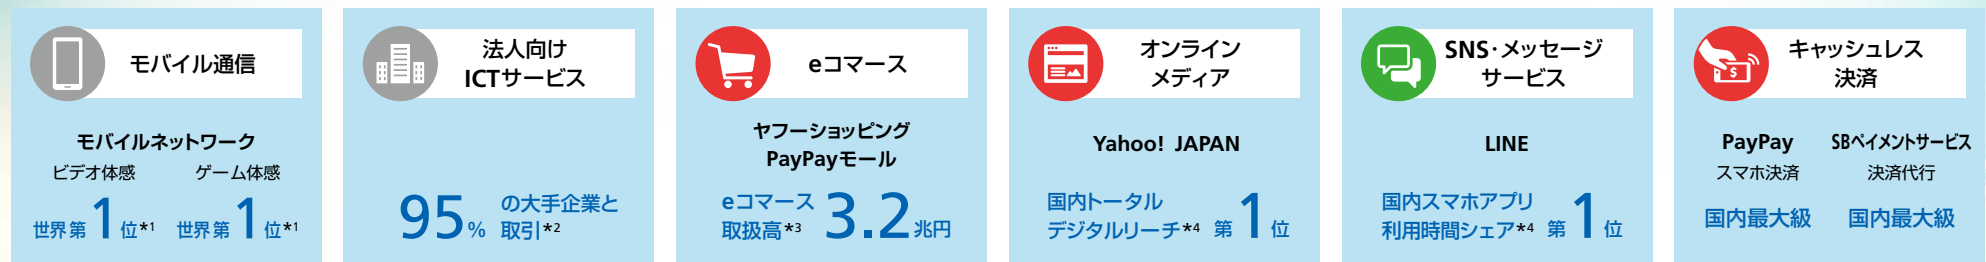 モバイル通信
モバイルネットワーク
ビデオ体感
ゲーム体感
世界第1位*1
世界第1位*1
法人向け
ICTサービス
95%
の大手企業と
取引*2
eコマース
ヤフーショッピング
PayPayモール
eコマース
取扱高*3
3.2兆円
オンライン
メディア
Yahoo! JAPAN
国内トータル
デジタルリーチ*4
第1位
SNS・メッセージ
サービス
LINE
国内スマホアプリ
利用時間シェア*4
第1位
キャッシュレス
決済
$
PayPay
スマホ決済
国内最大級
SBペイメントサービス
決済代行
国内最大級